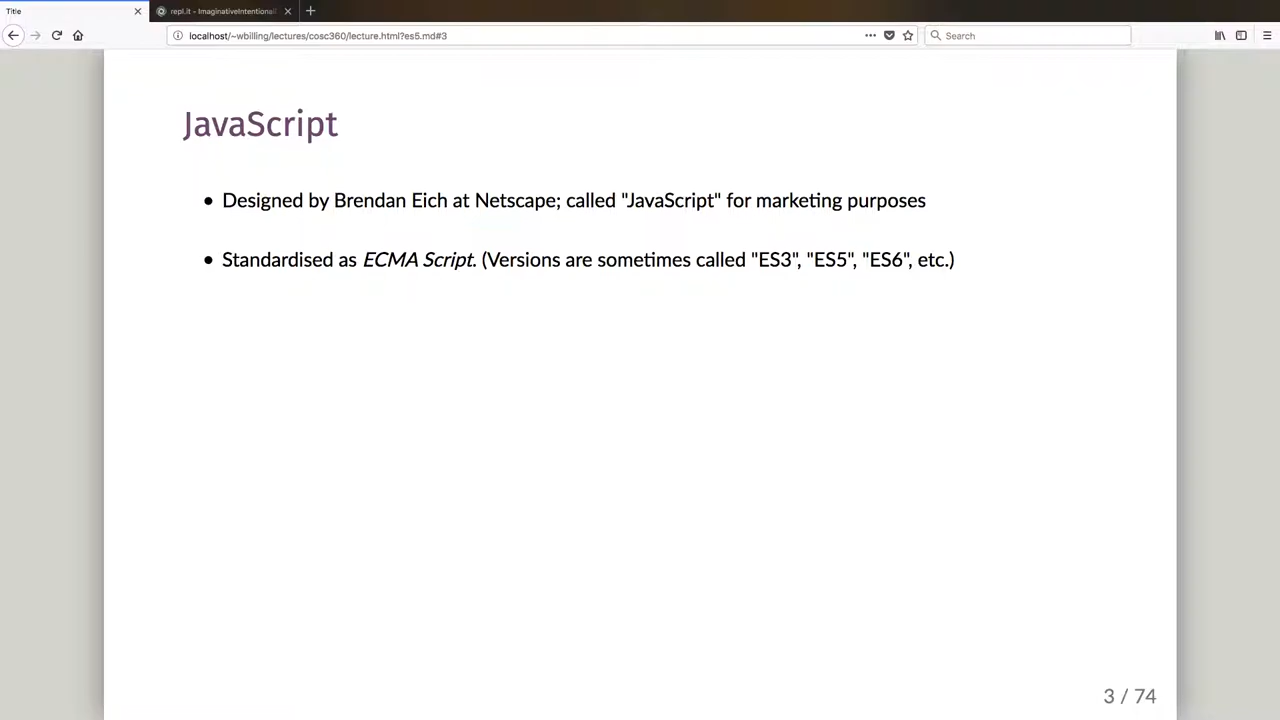 Title
repl.it - ImaginativeIntentional
localhost/~wbilling/lectures/cosc360/lecture.html?es5.md#3
Search
JavaScript
• Designed by Brendan Eich at Netscape; called "JavaScript" for marketing purposes
• Standardised as ECMA Script. (Versions are sometimes called "ES3", "ES5", "ES6", etc.)
3 / 74